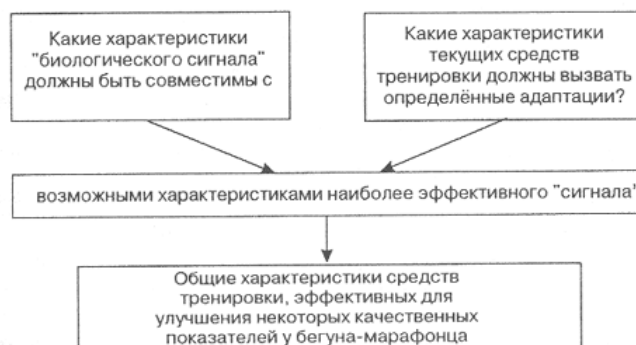 Какие характеристики
"биологического сигнала"
должны быть совместимы с
Какие характеристики
текущих средств
тренировки должны вызвать
определённые адаптации?
возможными характеристиками наиболее эффективного "сигнала"
Общие характеристики средств
тренировки, эффективных для
улучшения некоторых качественных
показателей у бегуна-марафонца